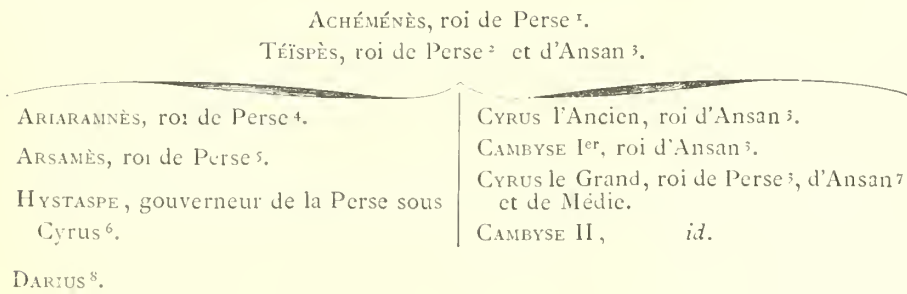 ACHÉMÉNÈS, roi de Perse ¹.
TÉÏSPÈS, roi de Perse ² et d'Ansan ³.
ARIARAMNÈS, roi de Perse ⁴.
ARSAMÈS, roi de Perse ⁵.
HYSTASPE, gouverneur de la Perse sous
Cyrus ⁶.
DARIUS ⁸.
CYRUS l'Ancien, roi d'Ansan ³.
CAMBYSE Iᵉʳ, roi d'Ansan ³.
CYRUS le Grand, roi de Perse ³, d'Ansan ⁷
et de Médie.
CAMBYSE II, id.